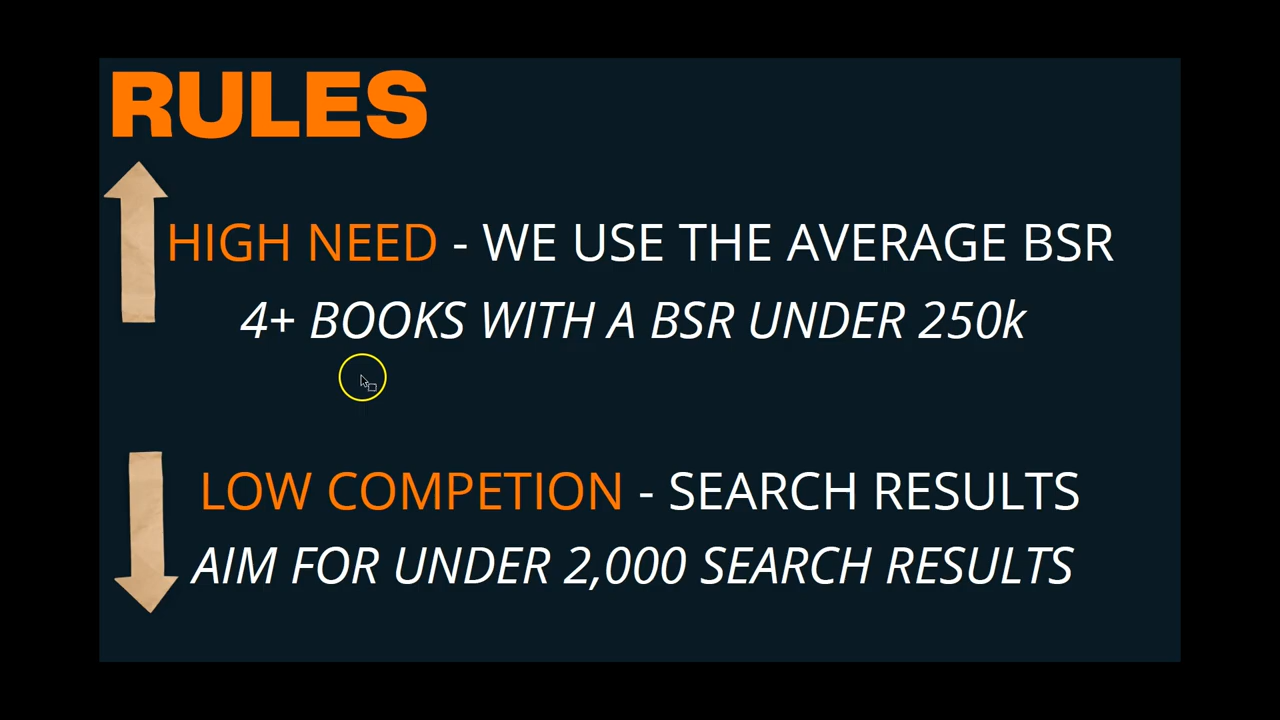 RULES
HIGH NEED - WE USE THE AVERAGE BSR
4+ BOOKS WITH A BSR UNDER 250k
LOW COMPETION - SEARCH RESULTS
AIM FOR UNDER 2,000 SEARCH RESULTS